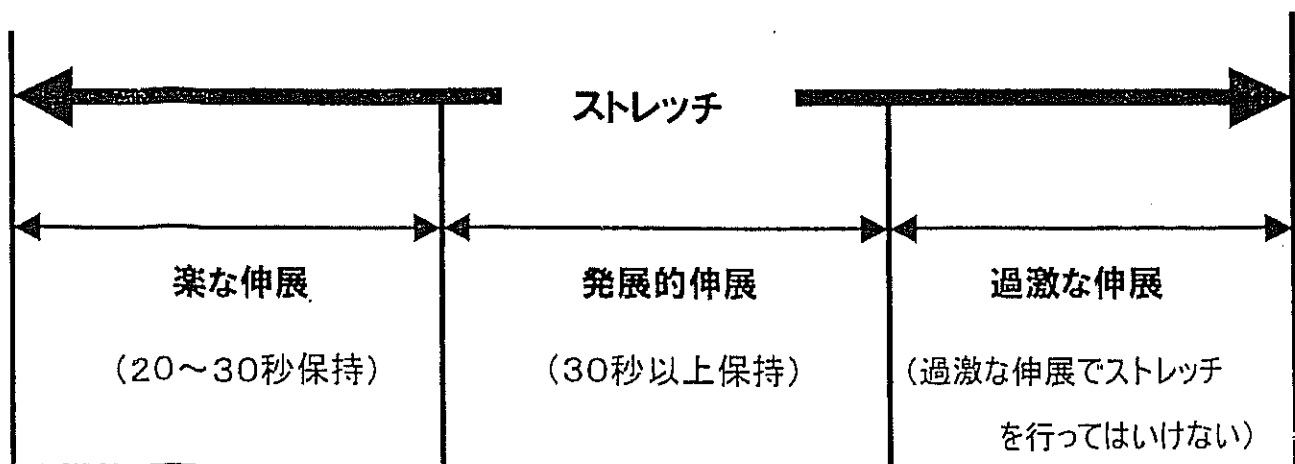 ストレッチ
楽な伸展
発展的伸展
過激な伸展
(20～30秒保持)
(30秒以上保持)
(過激な伸展でストレッチ
を行ってはいけない)